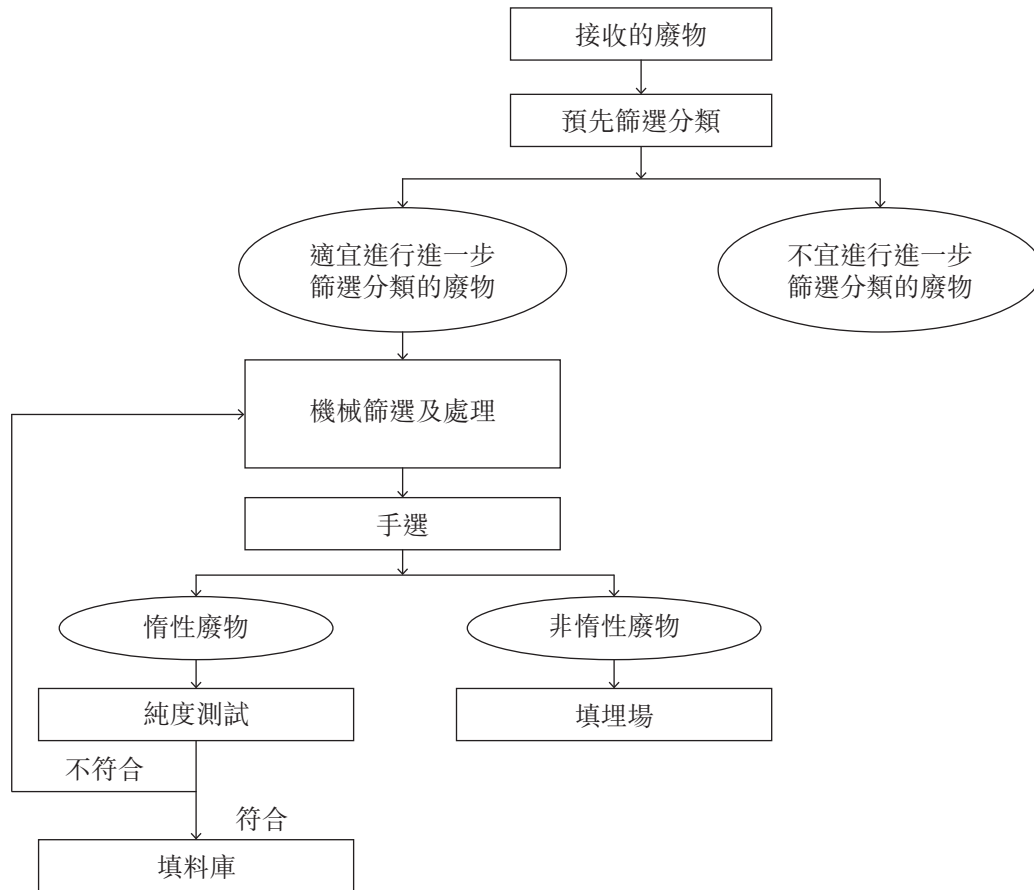 接收的廢物
預先篩選分類
適宜進行進一步
篩選分類的廢物
不宜進行進一步
篩選分類的廢物
機械篩選及處理
手選
惰性廢物
非惰性廢物
純度測試
填埋場
不符合
符合
填料庫